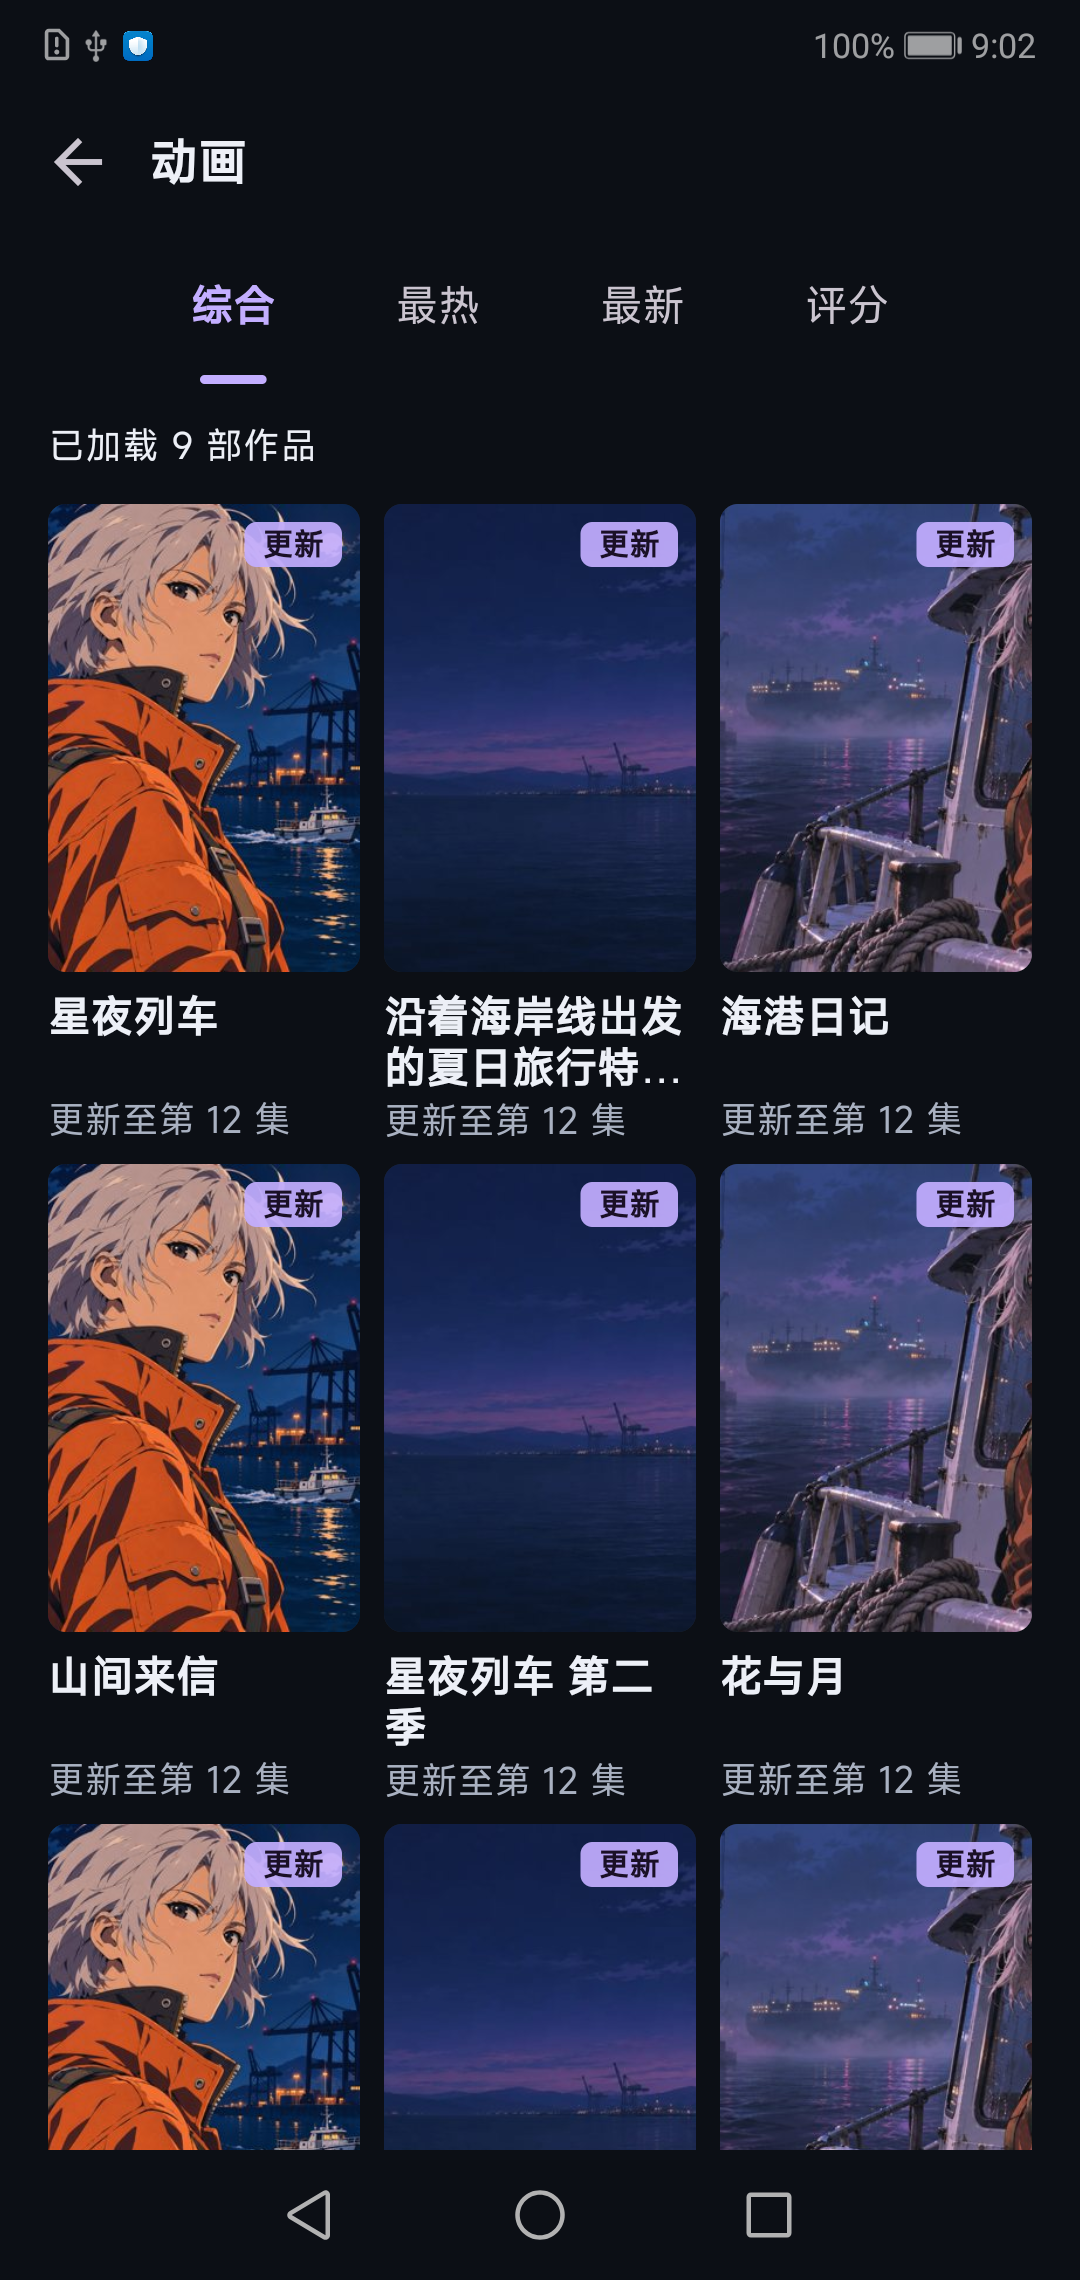 100% 9:02
动画
综合 最热 最新 评分
已加载 9 部作品
更新 更新 更新
星夜列车 沿着海岸线出发 海港日记
的夏日旅行特...
更新至第 12 集 更新至第 12 集 更新至第 12 集
更新 更新 更新
山间来信 星夜列车 第二 花与月
季
更新至第 12 集 更新至第 12 集 更新至第 12 集
更新 更新 更新